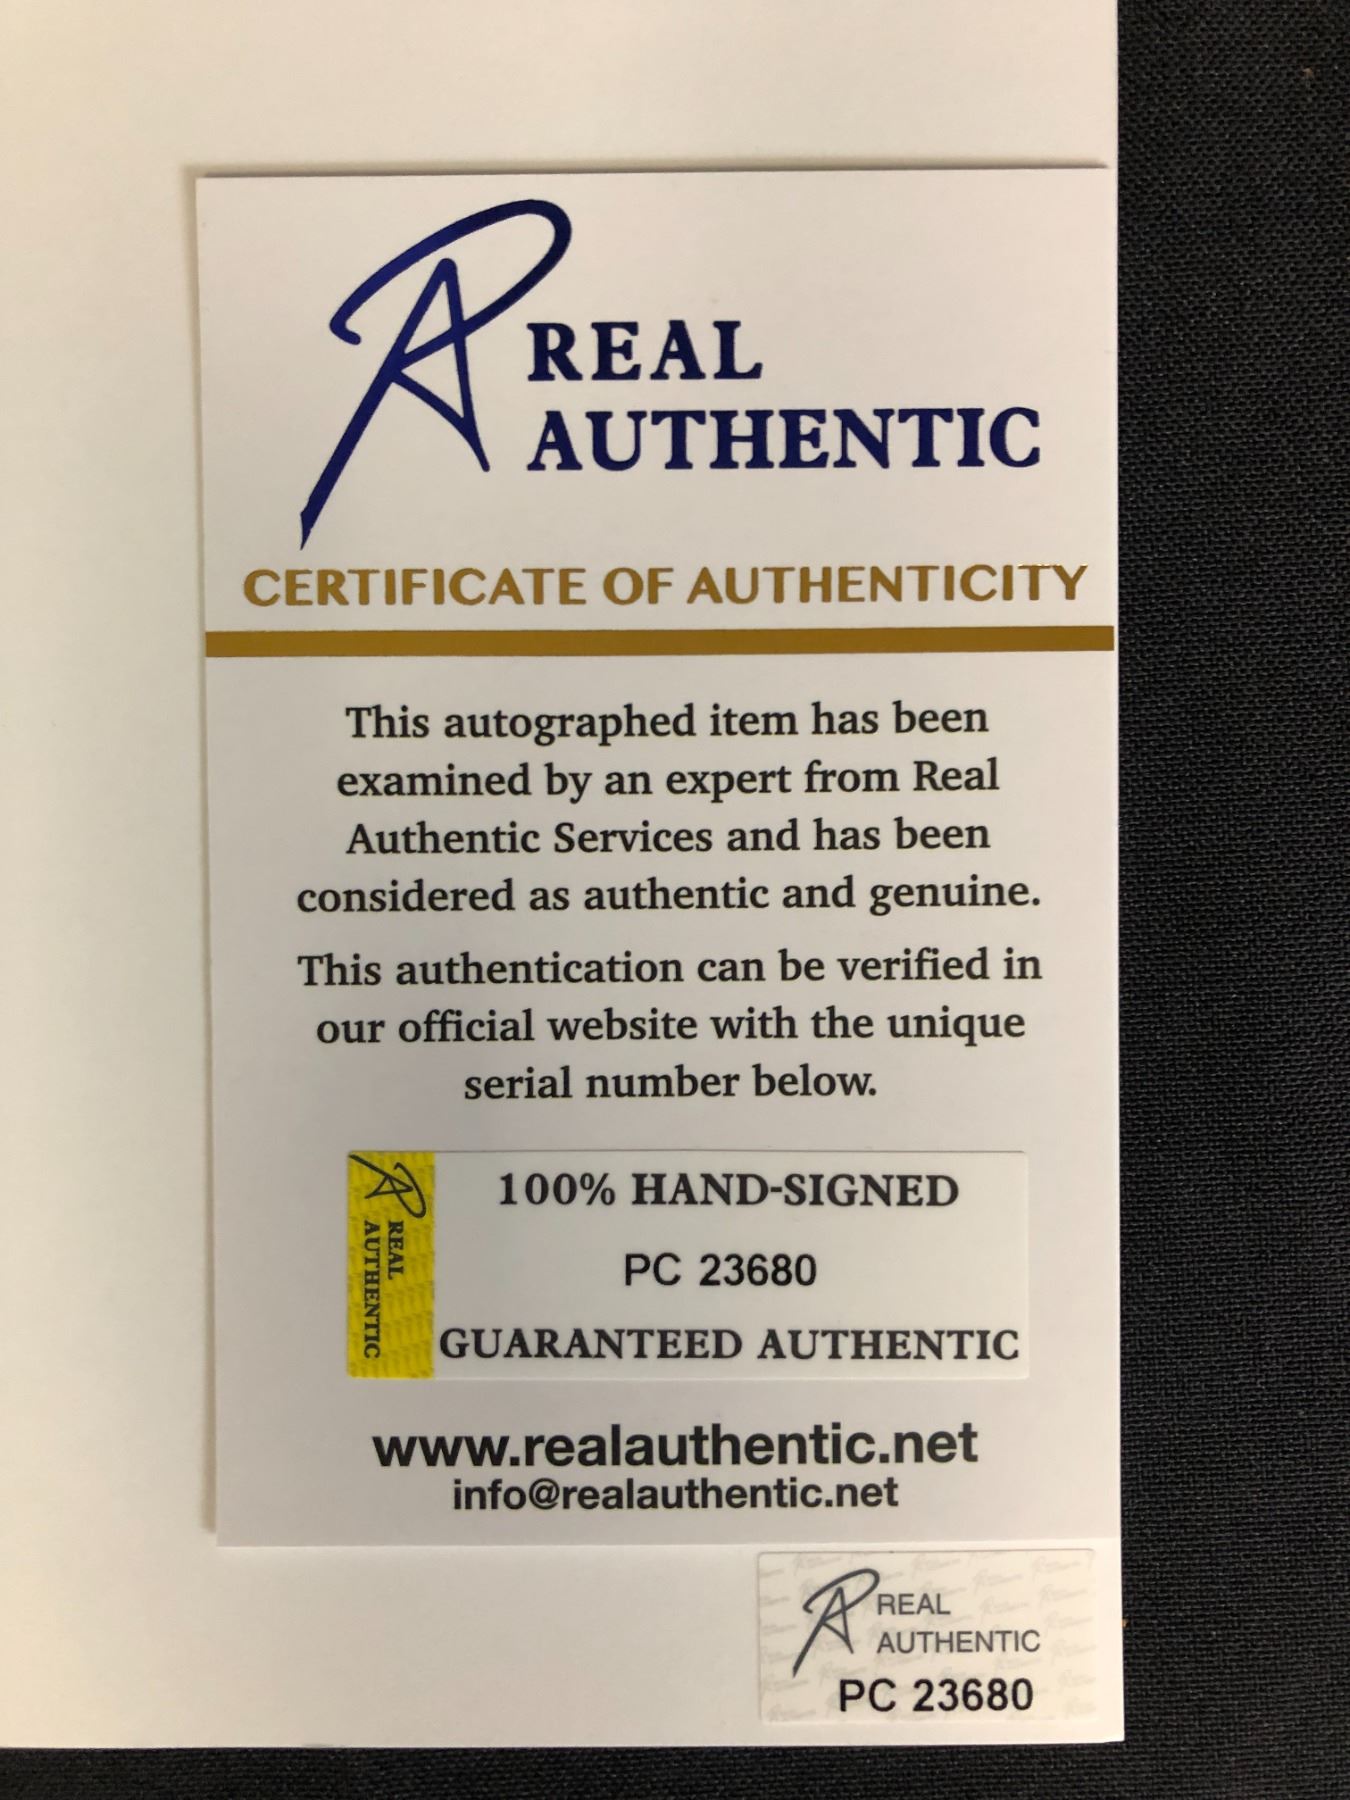 REAL
AUTHENTIC
CERTIFICATE OF AUTHENTICITY
This autographed item has been
examined by an expert from Real
Authentic Services and has been
considered as authentic and genuine.
This authentication can be verified in
our official website with the unique
serial number below.
REAL
AUTHENTIC
100% HAND-SIGNED
PC 23680
GUARANTEED AUTHENTIC
www.realauthentic.net
info@realauthentic.net
REAL
AUTHENTIC
PC 23680